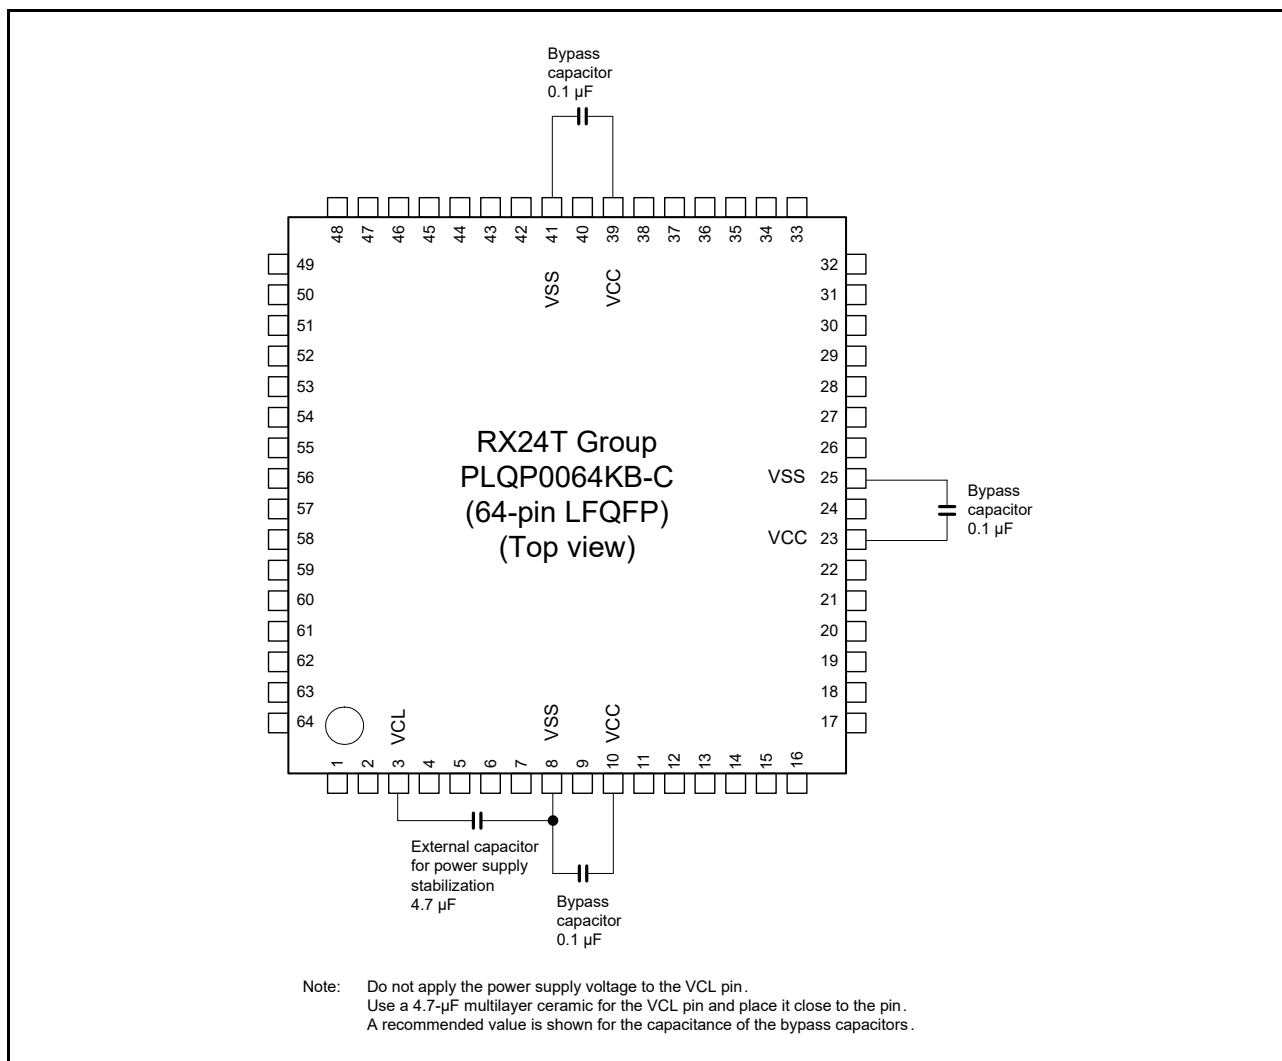 Bypass
capacitor
0.1 µF
48 47 46 45 44 43 42 41 40 39 38 37 36 35 34 33
VSS VCC
49
50
51
52
53
54
55
56
57
58
59
60
61
62
63
64
32
31
30
29
28
27
26
VSS 25
24
VCC 23
22
21
20
19
18
17
RX24T Group
PLQP0064KB-C
(64-pin LFQFP)
(Top view)
Bypass
capacitor
0.1 µF
VCL VSS VCC
1 2 3 4 5 6 7 8 9 10 11 12 13 14 15 16
External capacitor
for power supply
stabilization
4.7 µF
Bypass
capacitor
0.1 µF
Note: Do not apply the power supply voltage to the VCL pin.
Use a 4.7-µF multilayer ceramic for the VCL pin and place it close to the pin.
A recommended value is shown for the capacitance of the bypass capacitors.